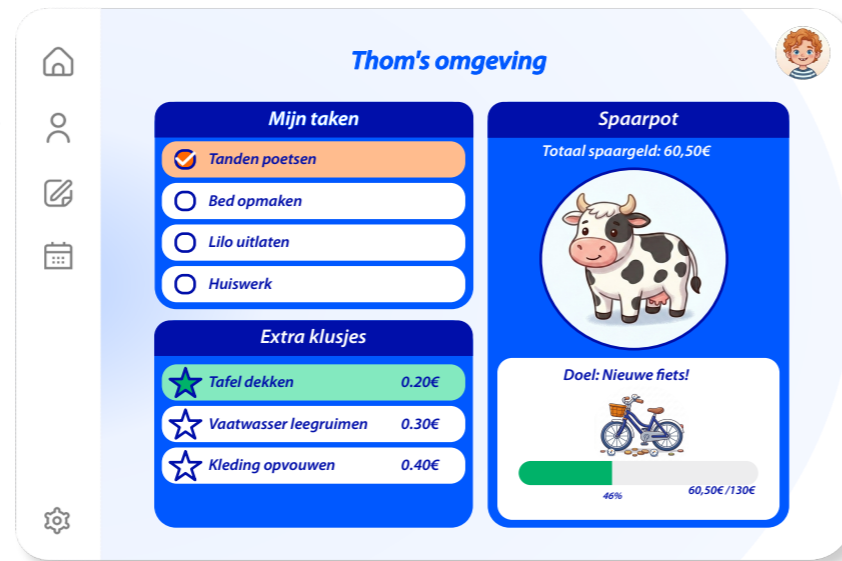 Thom's omgeving
Mijn taken
Tanden poetsen
Bed opmaken
Lilo uitlaten
Huiswerk
Extra klusjes
Tafel dekken 0.20€
Vaatwasser leegruimen 0.30€
Kleding opvouwen 0.40€
Spaarpot
Totaal spaargeld: 60,50€
Doel: Nieuwe fiets!
46% 60,50€ /130€